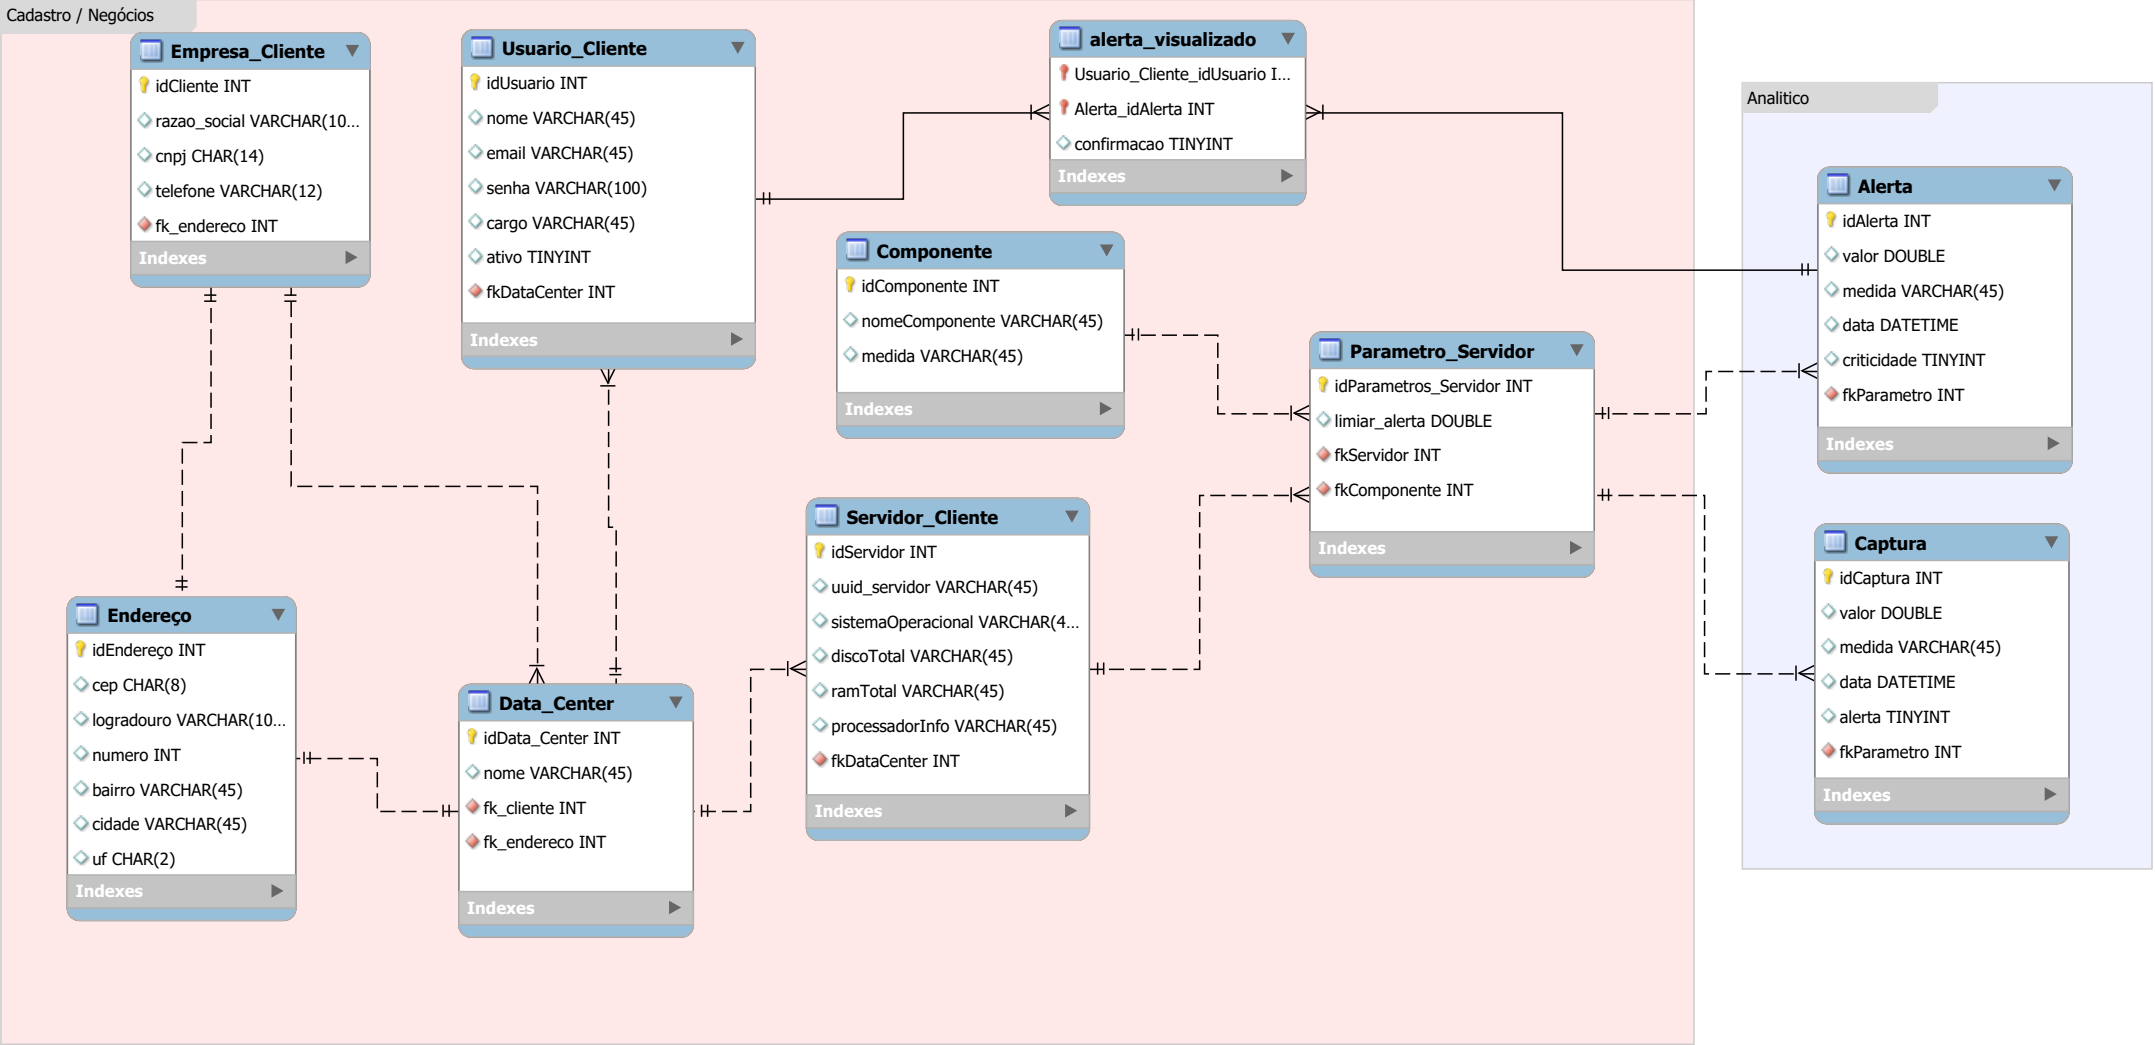 Cadastro / Negócios
Empresa_Cliente
idCliente INT
razao_social VARCHAR(10...
cnpj CHAR(14)
telefone VARCHAR(12)
fk_endereco INT
Indexes
Usuario_Cliente
idUsuario INT
nome VARCHAR(45)
email VARCHAR(45)
senha VARCHAR(100)
cargo VARCHAR(45)
ativo TINYINT
fkDataCenter INT
Indexes
alerta_visualizado
Usuario_Cliente_idUsuario I...
Alerta_idAlerta INT
confirmacao TINYINT
Indexes
Componente
idComponente INT
nomeComponente VARCHAR(45)
medida VARCHAR(45)
Indexes
Parametro_Servidor
idParametros_Servidor INT
limiar_alerta DOUBLE
fkServidor INT
fkComponente INT
Indexes
Servidor_Cliente
idServidor INT
uuid_servidor VARCHAR(45)
sistemaOperacional VARCHAR(4...
discoTotal VARCHAR(45)
ramTotal VARCHAR(45)
processadorInfo VARCHAR(45)
fkDataCenter INT
Indexes
Endereço
idEndereço INT
cep CHAR(8)
logradouro VARCHAR(10...
numero INT
bairro VARCHAR(45)
cidade VARCHAR(45)
uf CHAR(2)
Indexes
Data_Center
idData_Center INT
nome VARCHAR(45)
fk_cliente INT
fk_endereco INT
Indexes
Analitico
Alerta
idAlerta INT
valor DOUBLE
medida VARCHAR(45)
data DATETIME
criticidade TINYINT
fkParametro INT
Indexes
Captura
idCaptura INT
valor DOUBLE
medida VARCHAR(45)
data DATETIME
alerta TINYINT
fkParametro INT
Indexes